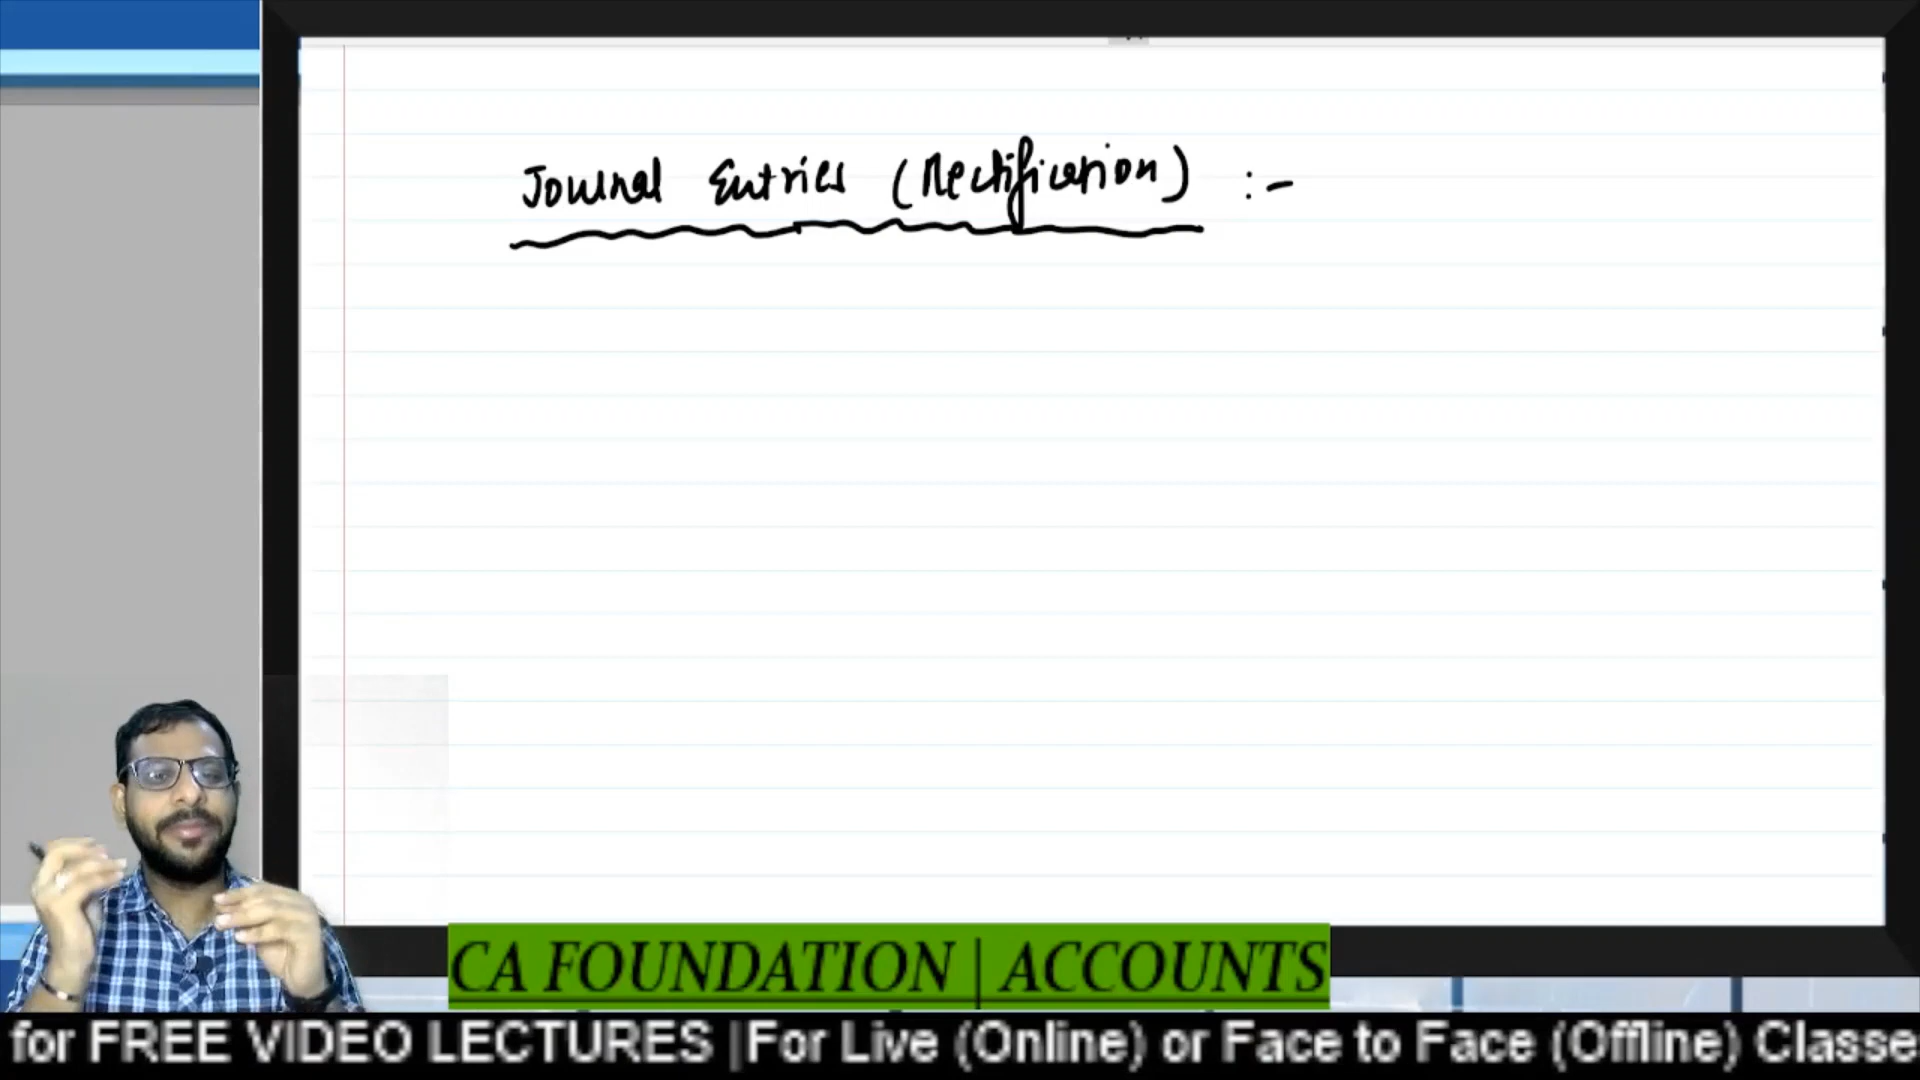 Journal Entries (Rectification) :-
CA FOUNDATION | ACCOUNTS
for FREE VIDEO LECTURES |For Live (Online) or Face to Face (Offline) Classe